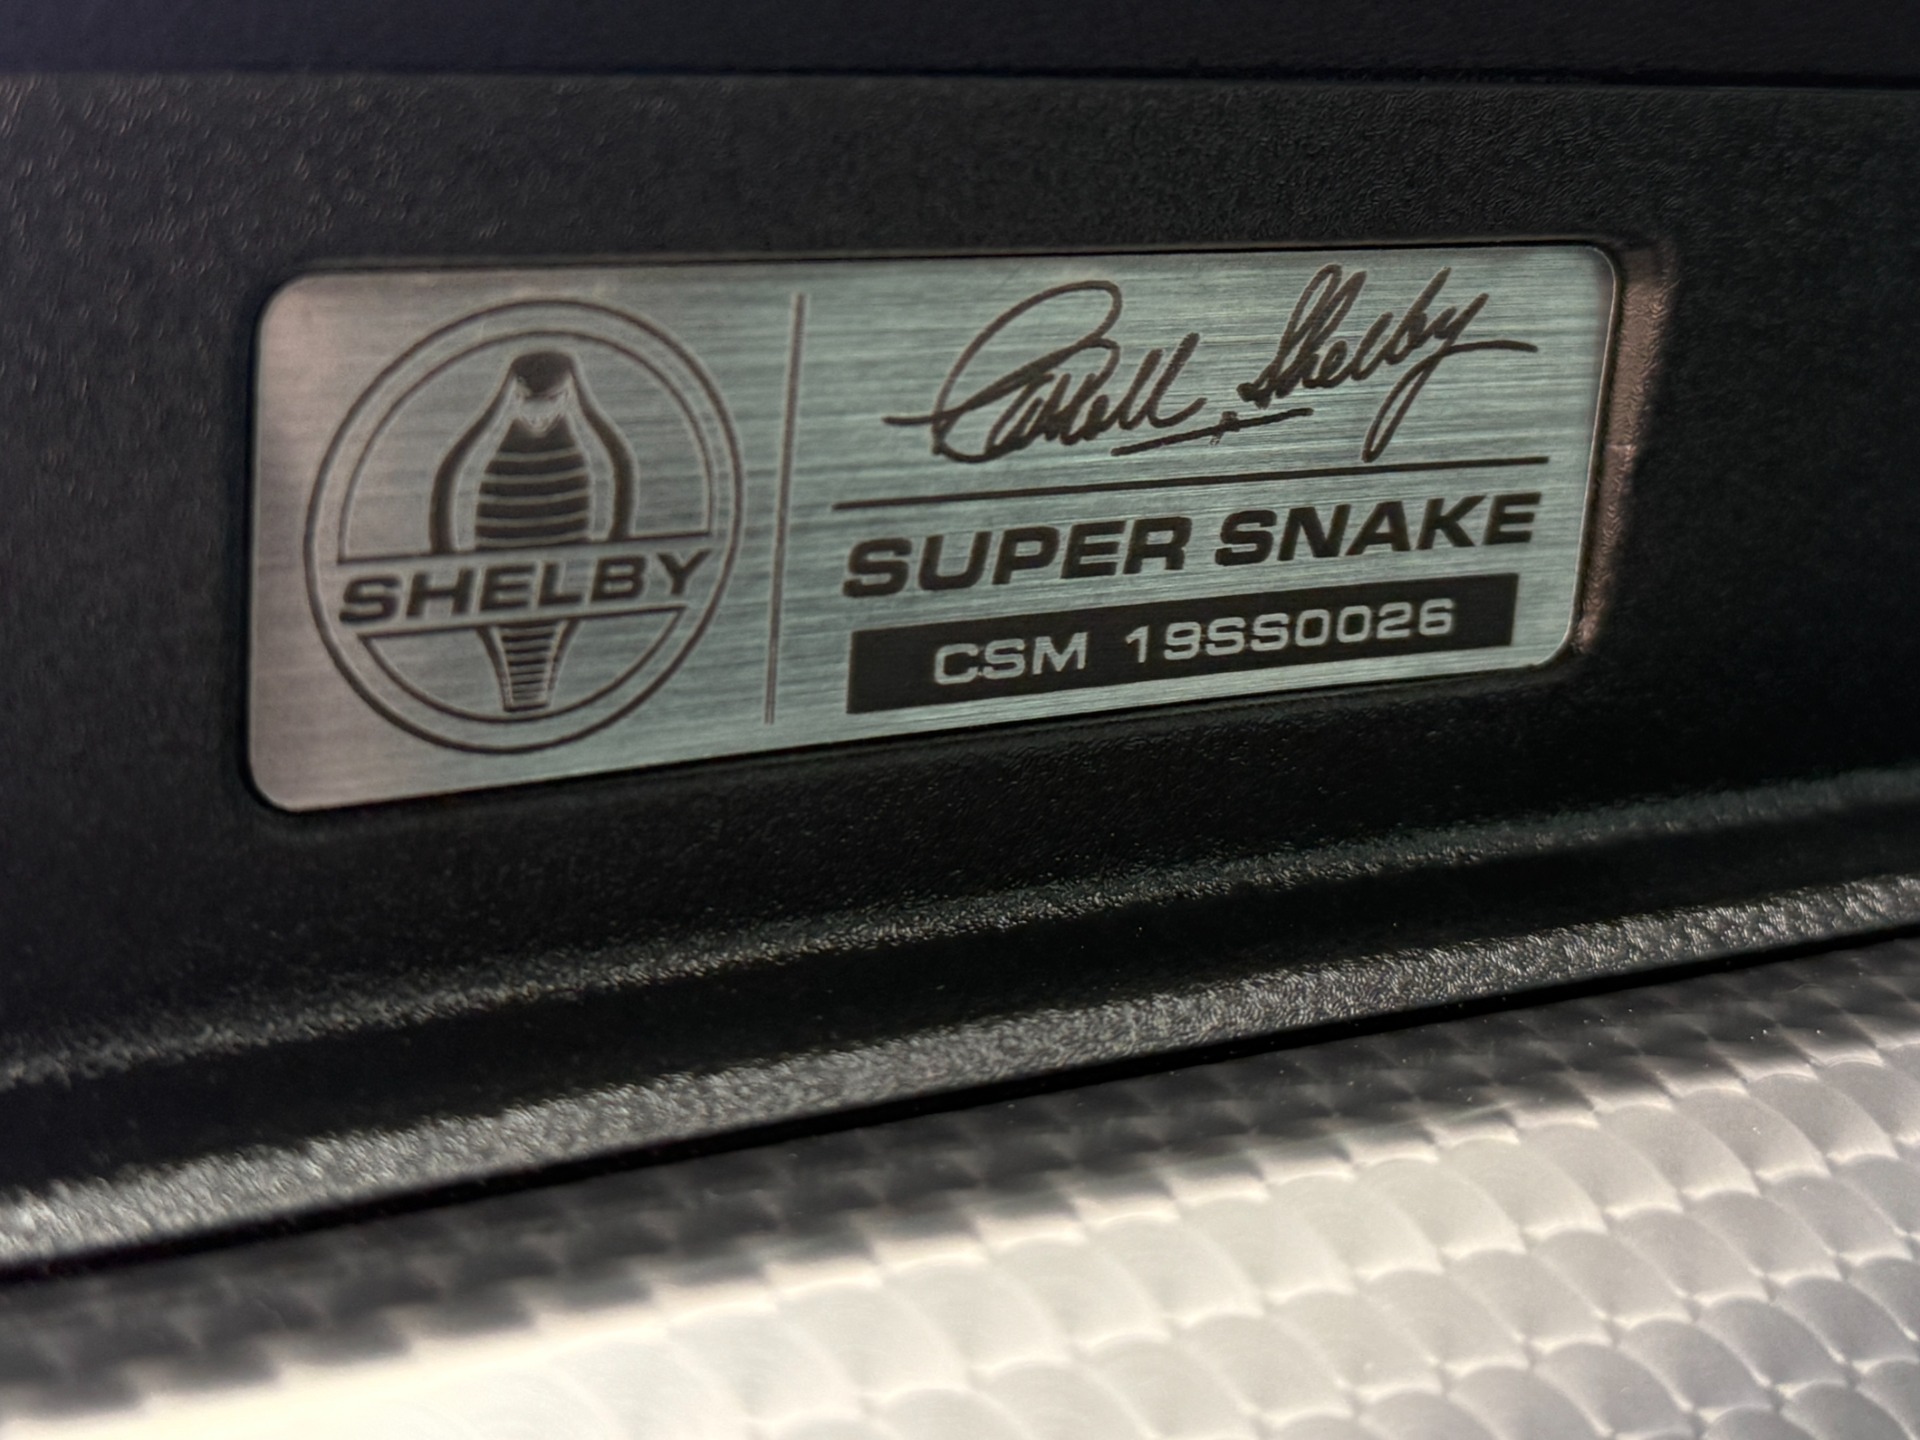 SHELBY
Carroll Shelby
SUPER SNAKE
CSM 19SS0026